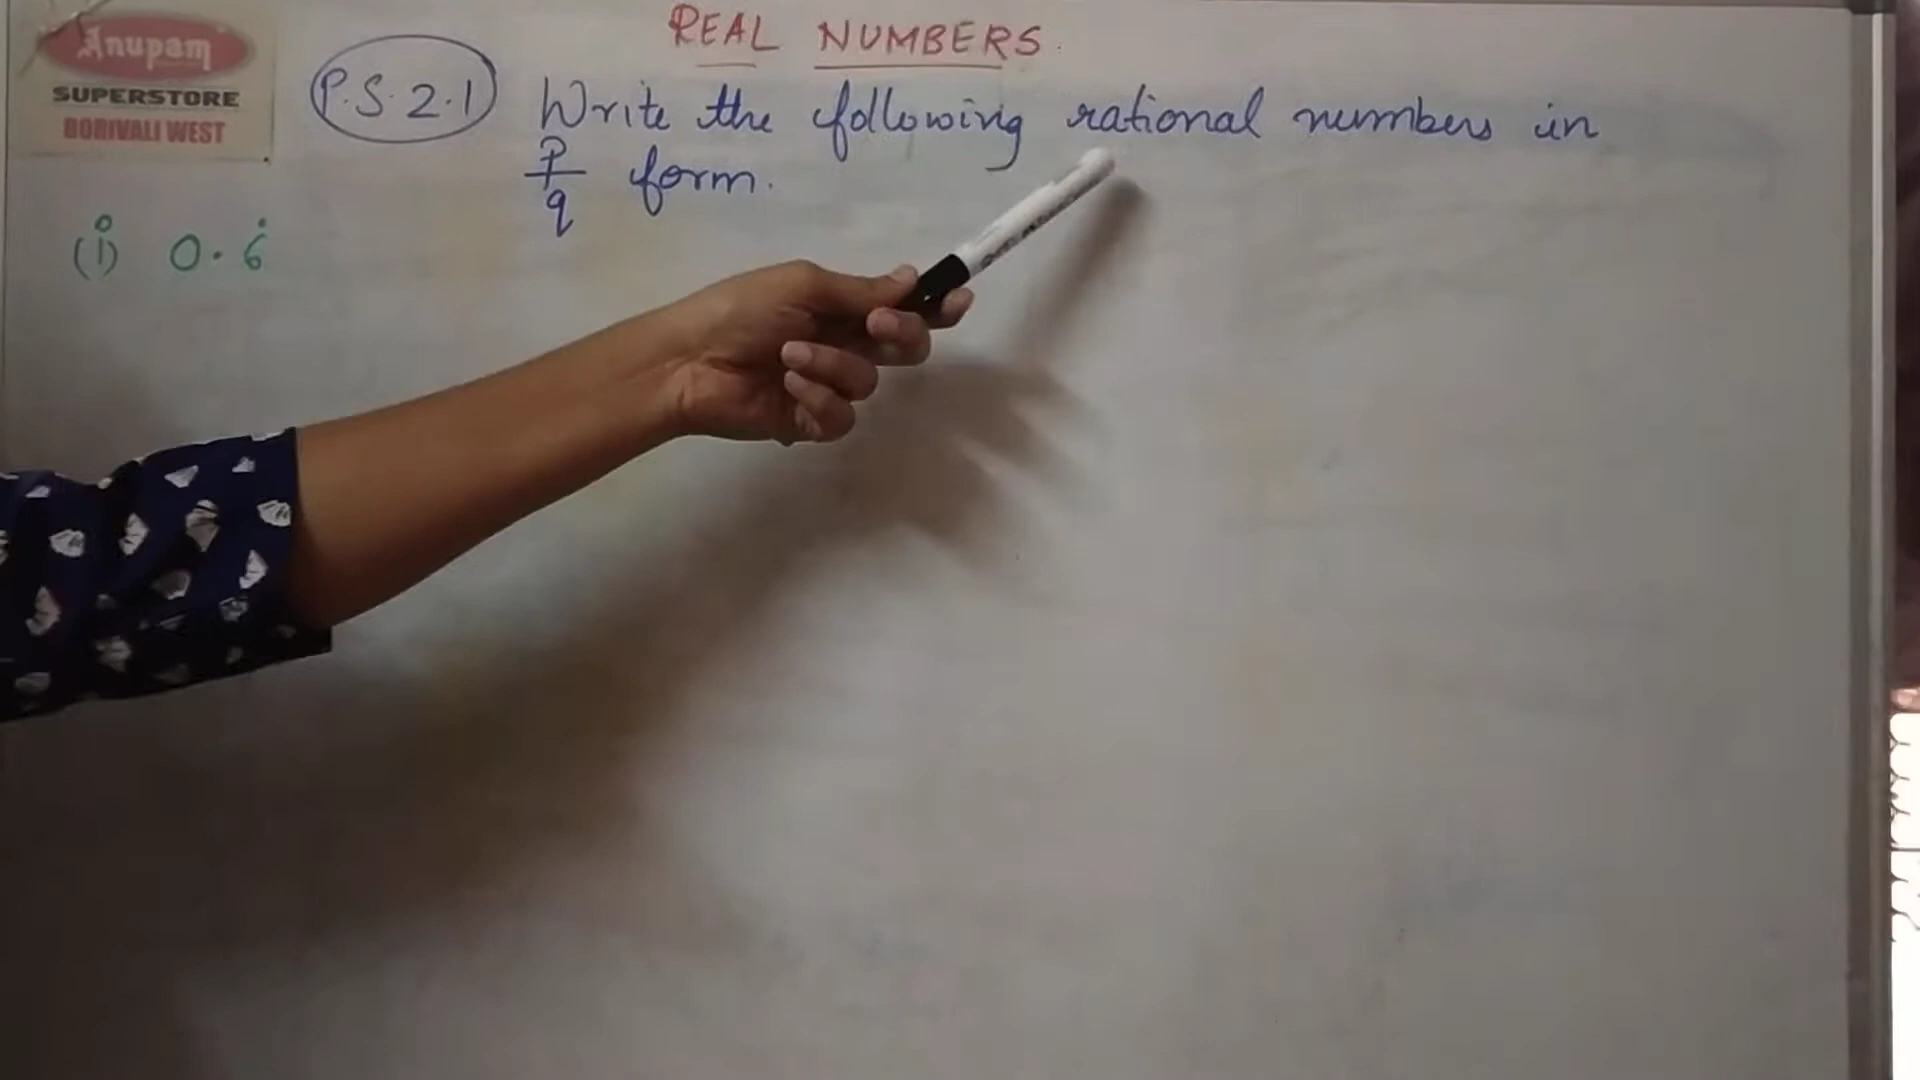 Anupam
SUPERSTORE
BORIVALI WEST
REAL NUMBERS.
P.S.2.1 Write the following rational numbers in
p/q form.
(i) 0.6̇